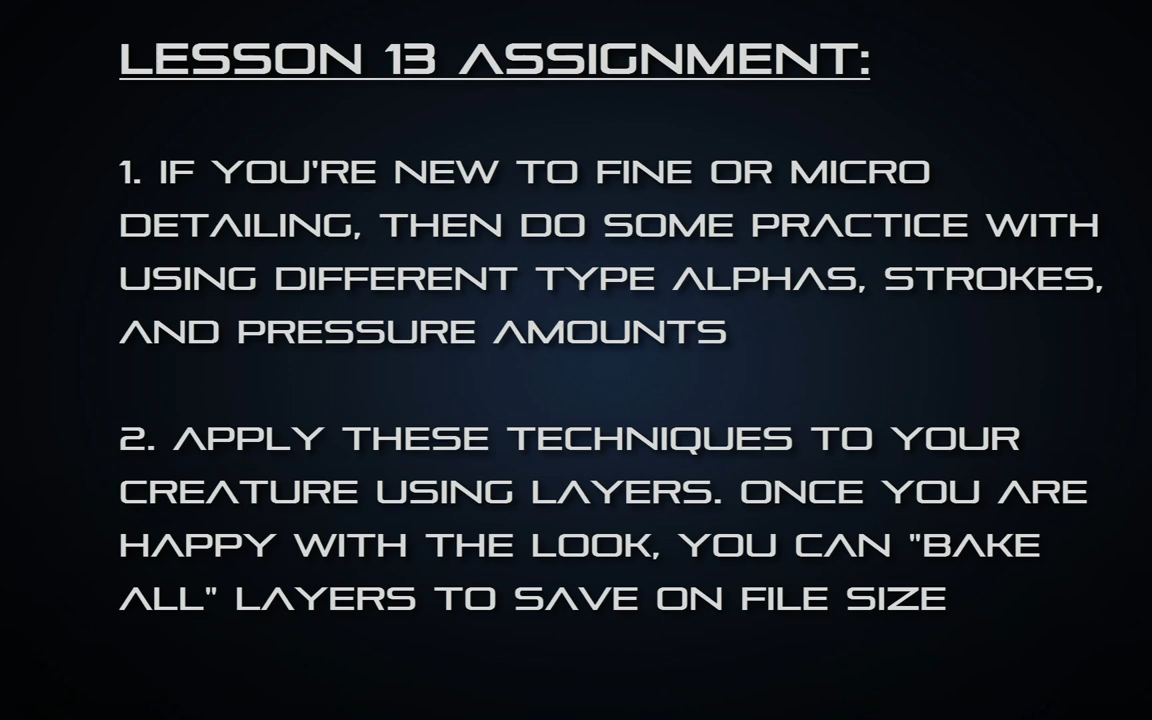 LESSON 13 ASSIGNMENT:
1. IF YOU'RE NEW TO FINE OR MICRO
DETAILING, THEN DO SOME PRACTICE WITH
USING DIFFERENT TYPE ALPHAS, STROKES,
AND PRESSURE AMOUNTS
2. APPLY THESE TECHNIQUES TO YOUR
CREATURE USING LAYERS. ONCE YOU ARE
HAPPY WITH THE LOOK, YOU CAN "BAKE
ALL" LAYERS TO SAVE ON FILE SIZE